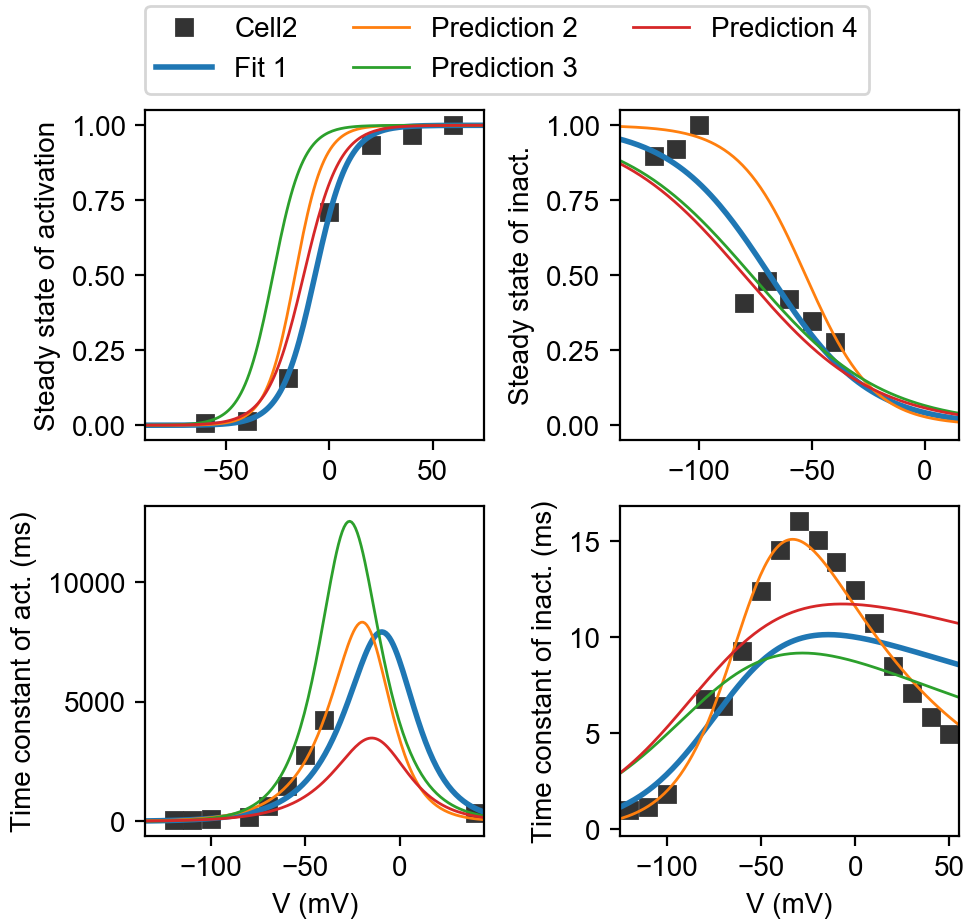 Cell2 Prediction 2 Prediction 4
Fit 1 Prediction 3
Steady state of activation
1.00
0.75
0.50
0.25
0.00
−50 0 50
Steady state of inact.
1.00
0.75
0.50
0.25
0.00
−100 −50 0
Time constant of act. (ms)
10000
5000
0
−100 −50 0
V (mV)
Time constant of inact. (ms)
15
10
5
0
−100 −50 0 50
V (mV)